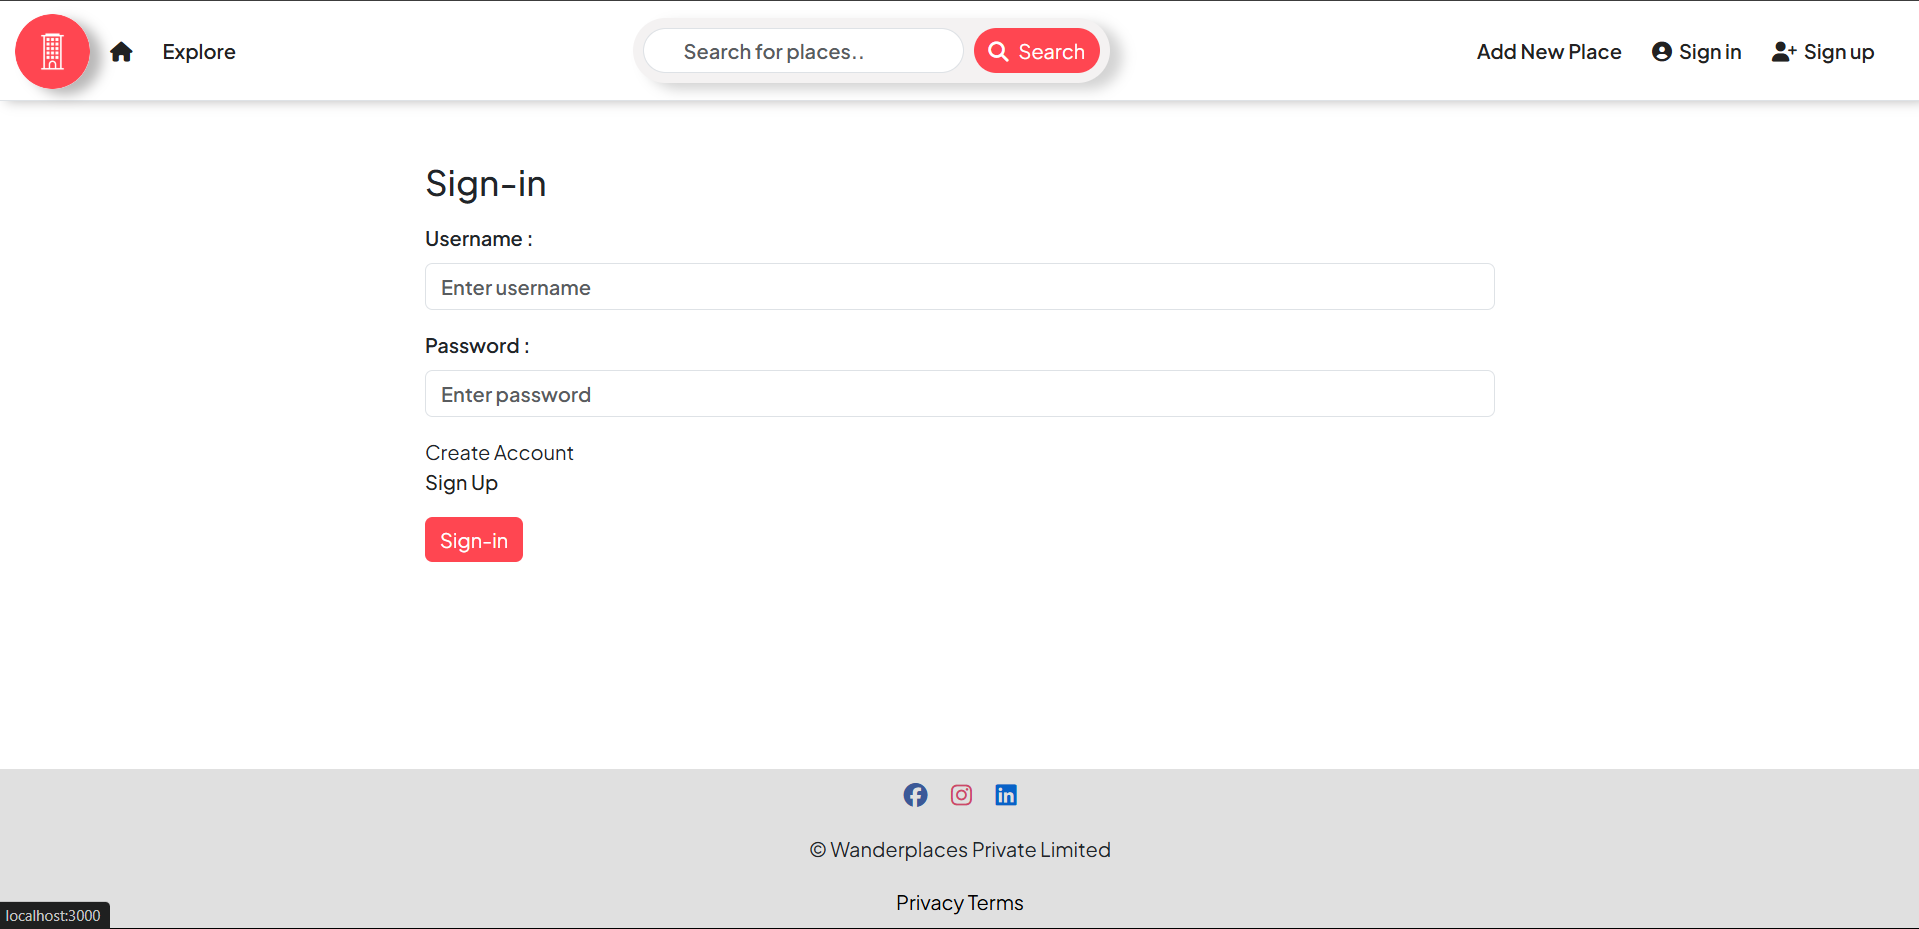 Explore
Search for places..
Search
Add New Place
Sign in
Sign up
Sign-in
Username :
Enter username
Password :
Enter password
Create Account
Sign Up
Sign-in
© Wanderplaces Private Limited
Privacy Terms
localhost:3000